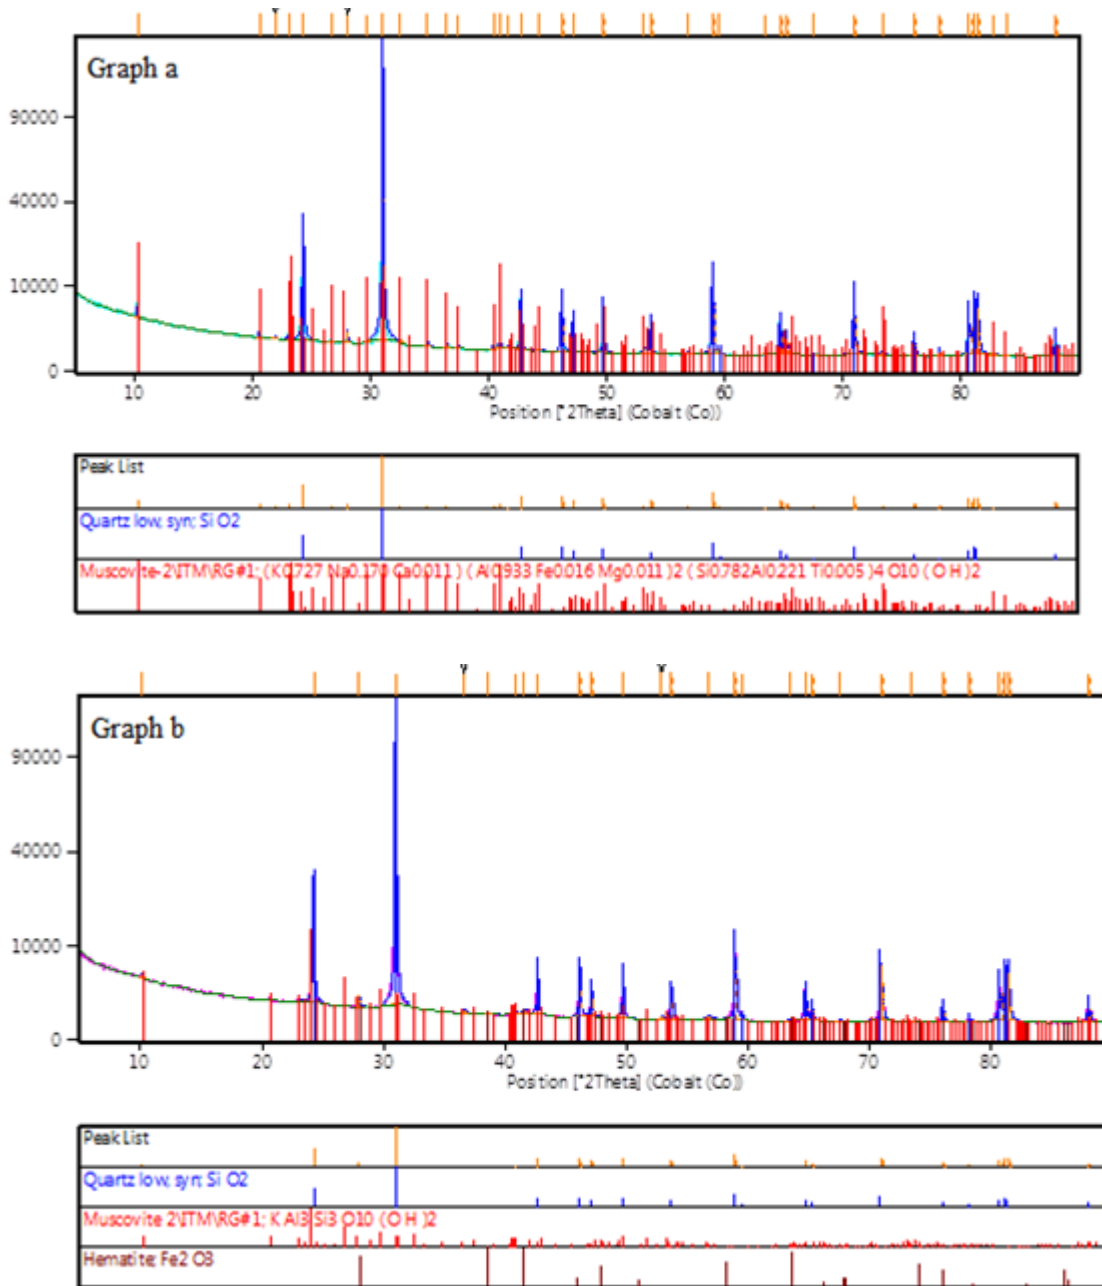 Graph a
90000
40000
10000
0
10 20 30 40 50 60 70 80
Position [°2Theta] (Cobalt (Co))
Peak List
Quartz low, syn; Si O2
Muscovite-2\ITM\RG#1; (K0.727 Na0.170 Ca0.011 ) ( Al0.933 Fe0.016 Mg0.011 )2 ( Si0.782Al0.221 Ti0.005 )4 O10 ( O H )2
Graph b
90000
40000
10000
0
10 20 30 40 50 60 70 80
Position [°2Theta] (Cobalt (Co))
Peak List
Quartz low, syn; Si O2
Muscovite 2\ITM\RG#1; K Al3 Si3 O10 ( O H )2
Hematite; Fe2 O3